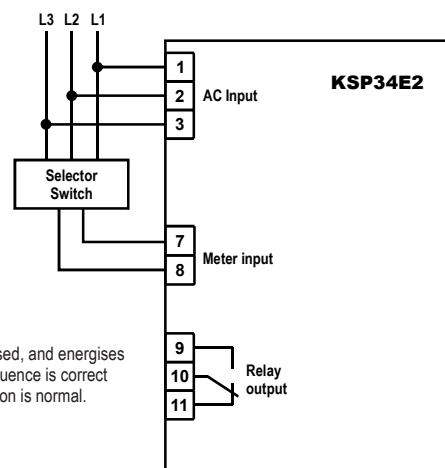 L3 L2 L1
KSP34E2
1
2
3
AC Input
Selector
Switch
7
8
Meter input
sed, and energises
uence is correct
on is normal.
9
10
11
Relay
output